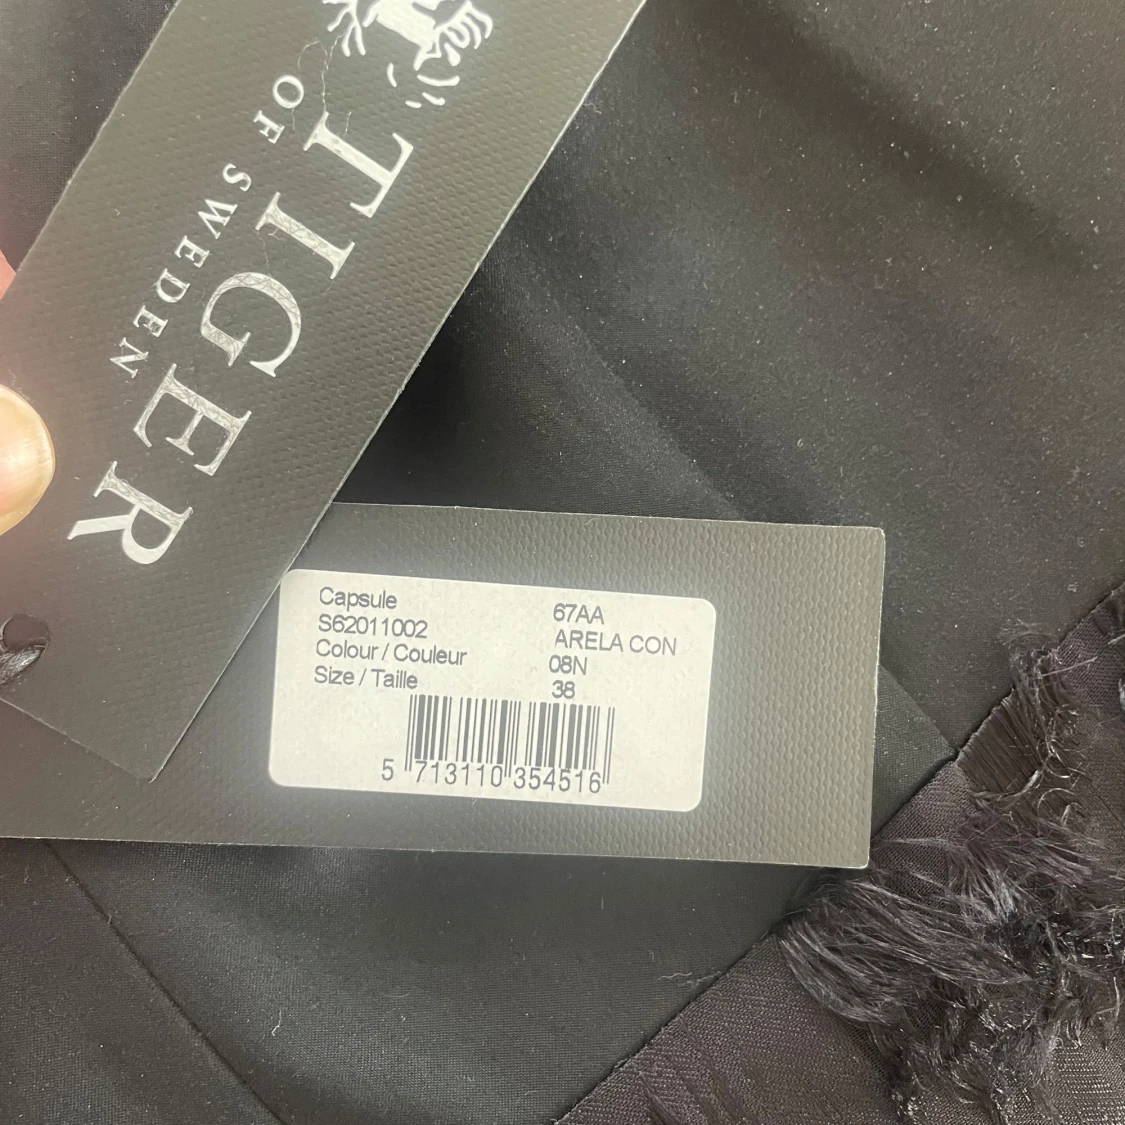 TIGER
OF SWEDEN
Capsule 67AA
S62011002 ARELA CON
Colour / Couleur 08N
Size / Taille 38
5 713110 354516